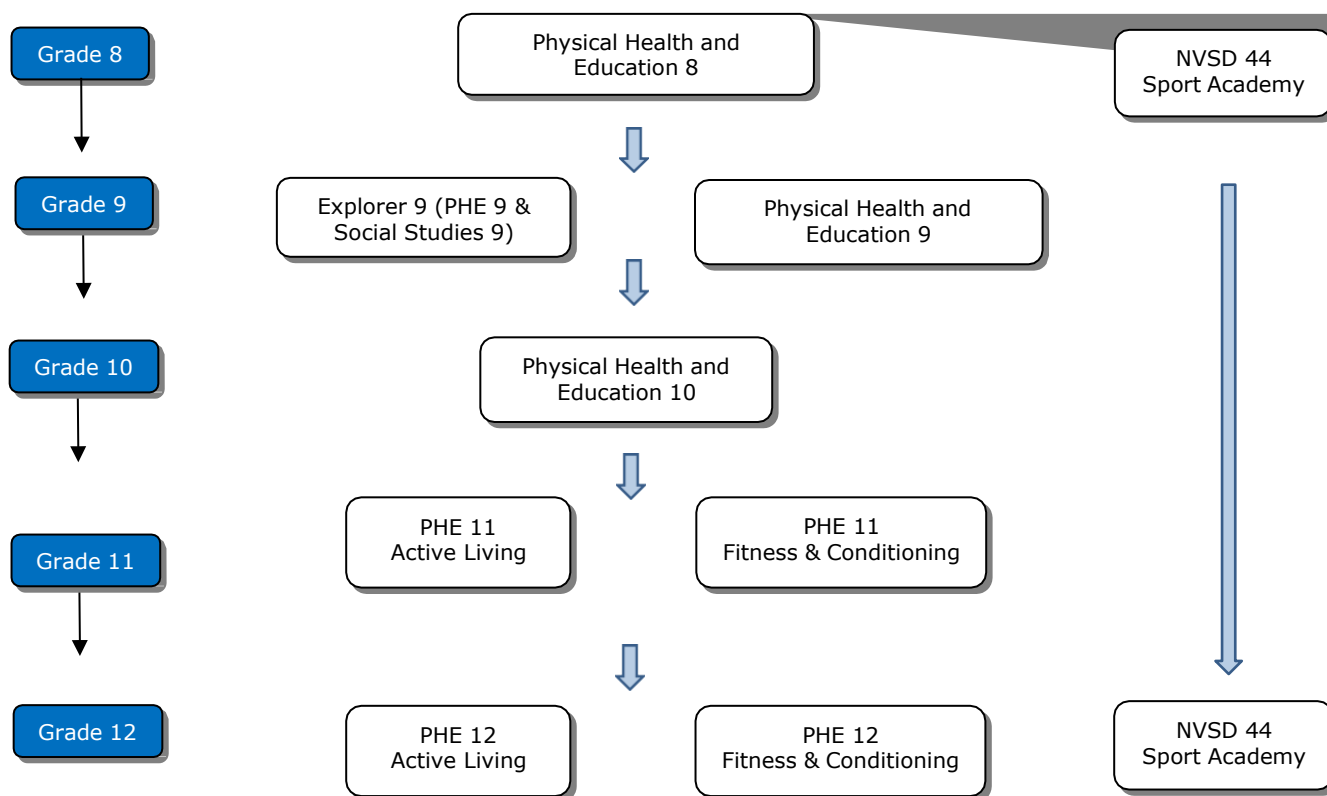 Grade 8
Physical Health and
Education 8
NVSD 44
Sport Academy
Grade 9
Explorer 9 (PHE 9 &
Social Studies 9)
Physical Health and
Education 9
Grade 10
Physical Health and
Education 10
Grade 11
PHE 11
Active Living
PHE 11
Fitness & Conditioning
Grade 12
PHE 12
Active Living
PHE 12
Fitness & Conditioning
NVSD 44
Sport Academy